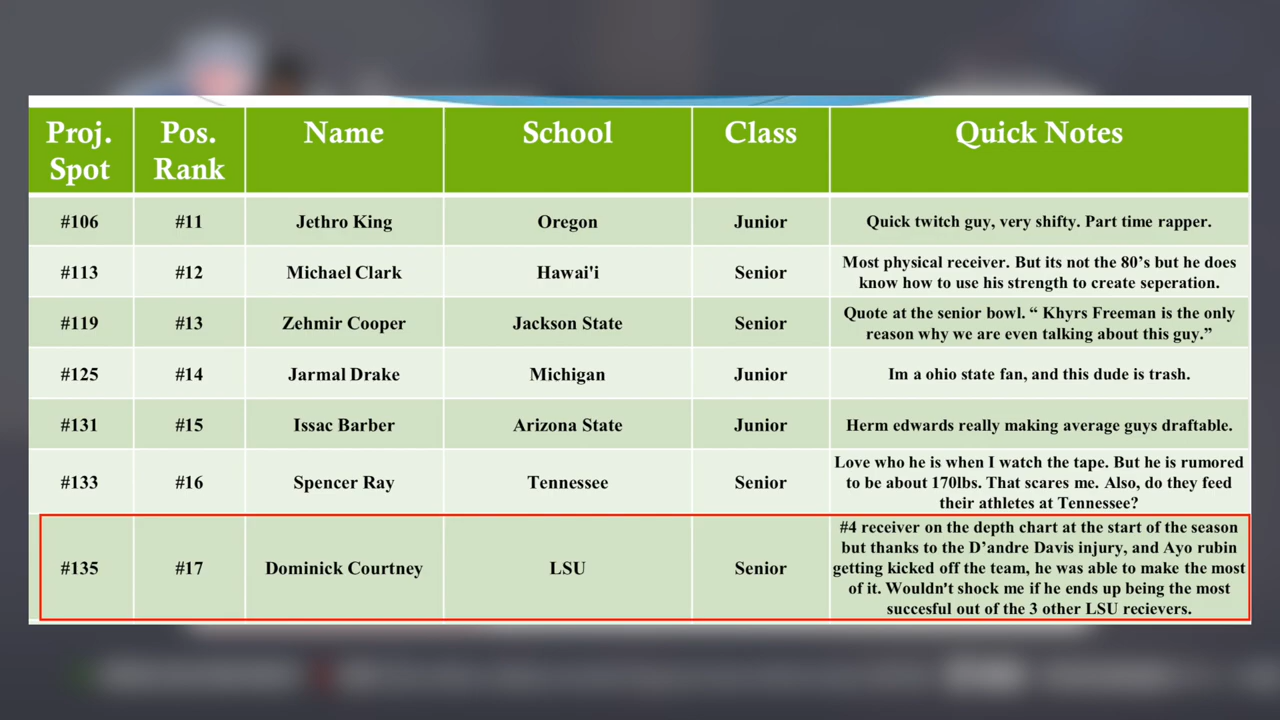 Proj. Spot Pos. Rank Name School Class Quick Notes
#106 #11 Jethro King Oregon Junior Quick twitch guy, very shifty. Part time rapper.
#113 #12 Michael Clark Hawai'i Senior Most physical receiver. But its not the 80’s but he does
know how to use his strength to create seperation.
#119 #13 Zehmir Cooper Jackson State Senior Quote at the senior bowl. “ Khyrs Freeman is the only
reason why we are even talking about this guy.”
#125 #14 Jarmal Drake Michigan Junior Im a ohio state fan, and this dude is trash.
#131 #15 Issac Barber Arizona State Junior Herm edwards really making average guys draftable.
#133 #16 Spencer Ray Tennessee Senior Love who he is when I watch the tape. But he is rumored
to be about 170lbs. That scares me. Also, do they feed
their athletes at Tennessee?
#135 #17 Dominick Courtney LSU Senior #4 receiver on the depth chart at the start of the season
but thanks to the D’andre Davis injury, and Ayo rubin
getting kicked off the team, he was able to make the most
of it. Wouldn't shock me if he ends up being the most
succesful out of the 3 other LSU recievers.